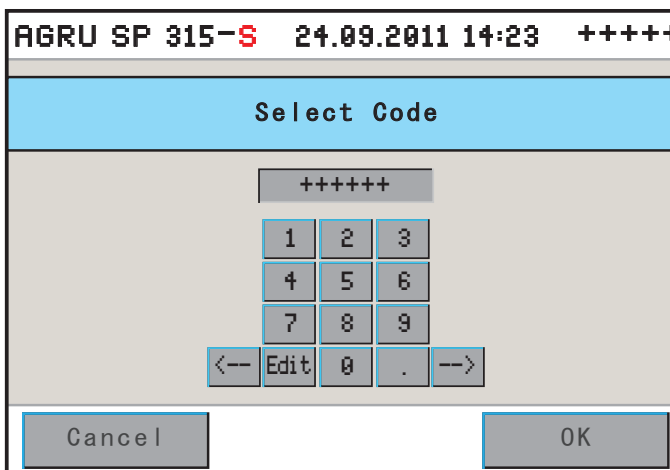 AGRU SP 315-S 24.09.2011 14:23 +++++
Select Code
++++++
1 2 3
4 5 6
7 8 9
<-- Edit 0 . -->
Cancel OK